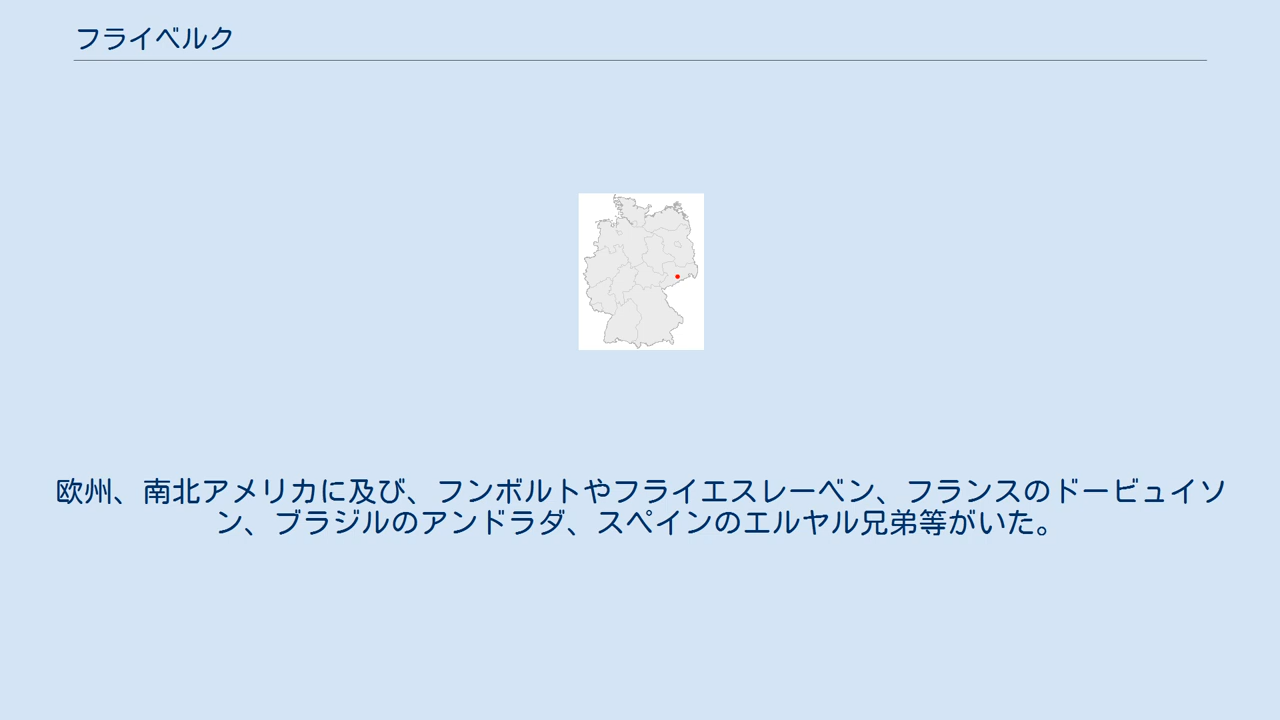 フライベルク
欧州、南北アメリカに及び、フンボルトやフライエスレーベン、フランスのドービュイソ
ン、ブラジルのアンドラダ、スペインのエルヤル兄弟等がいた。